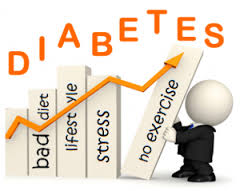 DIABETES
bad diet
lifestyle
stress
no exercise